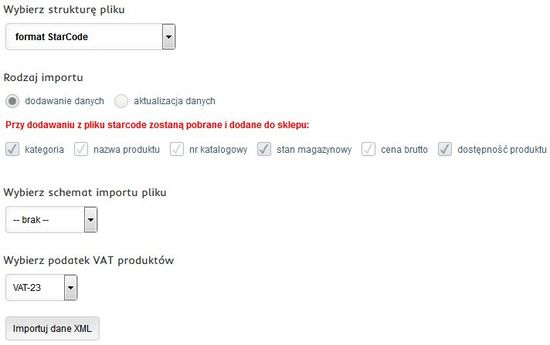 Wybierz strukturę pliku
format StarCode
Rodzaj importu
dodawanie danych aktualizacja danych
Przy dodawaniu z pliku starcode zostaną pobrane i dodane do sklepu:
kategoria nazwa produktu nr katalogowy stan magazynowy cena brutto dostępność produktu
Wybierz schemat importu pliku
-- brak --
Wybierz podatek VAT produktów
VAT-23
Importuj dane XML